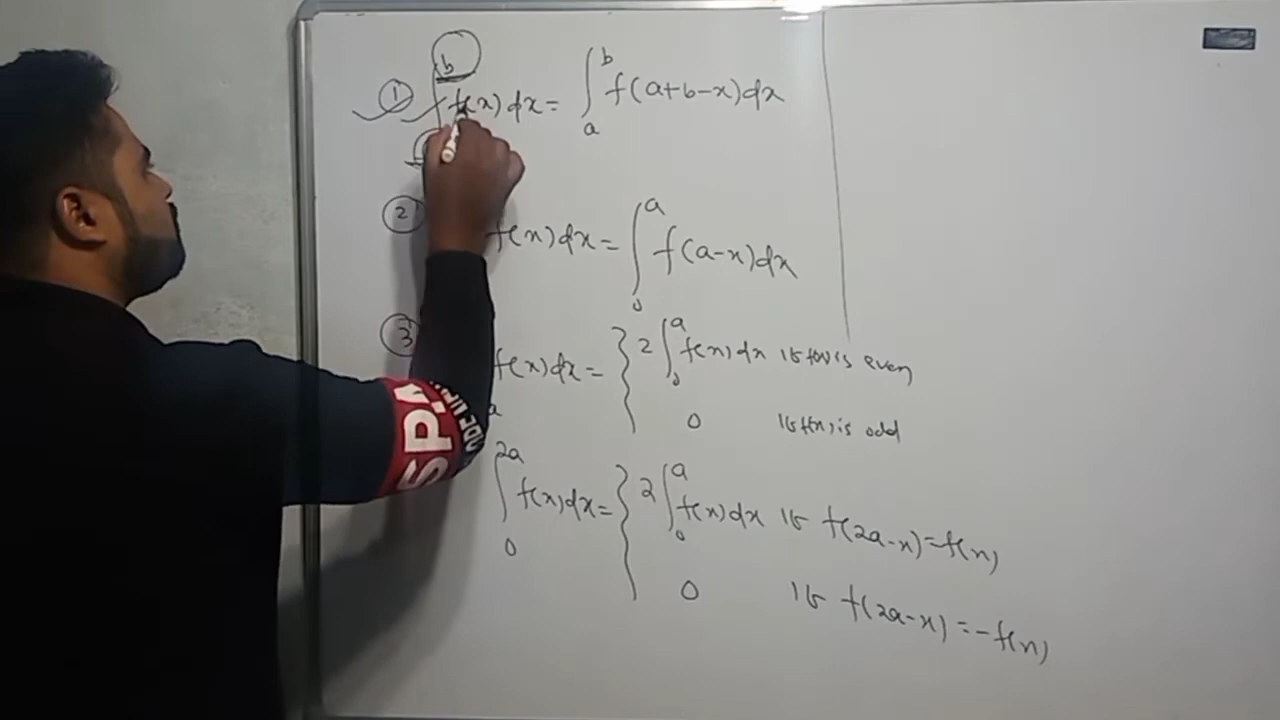 ① ∫ b f(x) dx = ∫ₐᵇ f(a+b-x)dx
② f(x)dx = ∫₀ᵃ f(a-x)dx
③ f(x)dx = } 2 ∫₀ᵃ f(x) dx if f(x) is even
a
0 if f(x) is odd
∫₀²ᵃ f(x)dx = } 2 ∫₀ᵃ f(x)dx if f(2a-x)=f(x)
0 if f(2a-x)=-f(x)
SPA